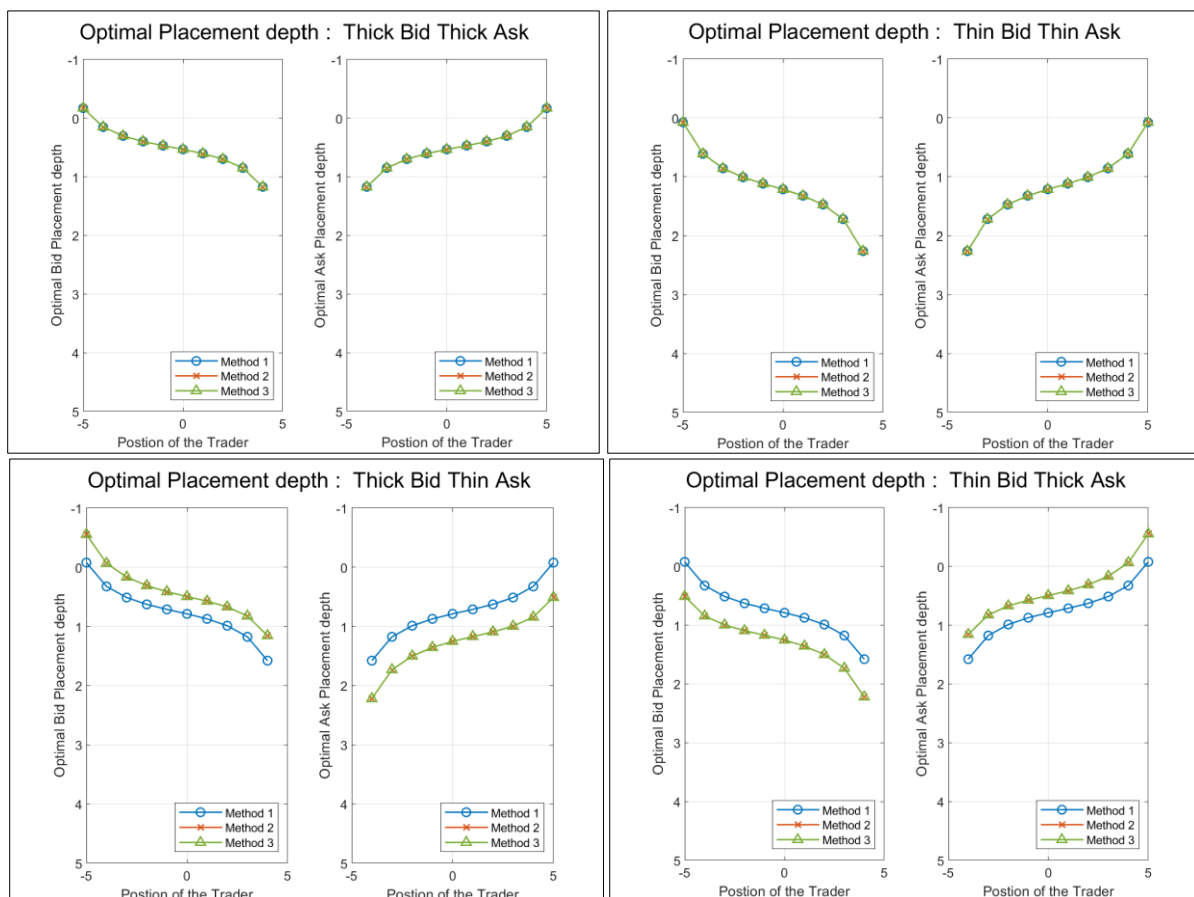 Optimal Placement depth : Thick Bid Thick Ask
Optimal Bid Placement depth
-1
0
1
2
3
4
5
Method 1
Method 2
Method 3
-5 0 5
Postion of the Trader
Optimal Ask Placement depth
-1
0
1
2
3
4
5
Method 1
Method 2
Method 3
-5 0 5
Postion of the Trader
Optimal Placement depth : Thin Bid Thin Ask
Optimal Bid Placement depth
-1
0
1
2
3
4
5
Method 1
Method 2
Method 3
-5 0 5
Postion of the Trader
Optimal Ask Placement depth
-1
0
1
2
3
4
5
Method 1
Method 2
Method 3
-5 0 5
Postion of the Trader
Optimal Placement depth : Thick Bid Thin Ask
Optimal Bid Placement depth
-1
0
1
2
3
4
5
Method 1
Method 2
Method 3
-5 0 5
Postion of the Trader
Optimal Ask Placement depth
-1
0
1
2
3
4
5
Method 1
Method 2
Method 3
-5 0 5
Postion of the Trader
Optimal Placement depth : Thin Bid Thick Ask
Optimal Bid Placement depth
-1
0
1
2
3
4
5
Method 1
Method 2
Method 3
-5 0 5
Postion of the Trader
Optimal Ask Placement depth
-1
0
1
2
3
4
5
Method 1
Method 2
Method 3
-5 0 5
Postion of the Trader